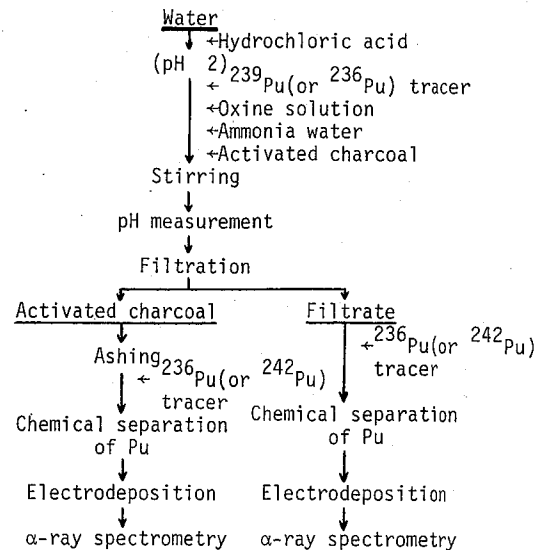 Water
←Hydrochloric acid
(pH 2)
← ²³⁹Pu(or ²³⁶Pu) tracer
←Oxine solution
←Ammonia water
←Activated charcoal
Stirring
pH measurement
Filtration
Activated charcoal
Filtrate
Ashing
← ²³⁶Pu(or ²⁴²Pu)
tracer
←²³⁶Pu(or ²⁴²Pu)
tracer
Chemical separation
of Pu
Chemical separation
of Pu
Electrodeposition
Electrodeposition
α-ray spectrometry
α-ray spectrometry